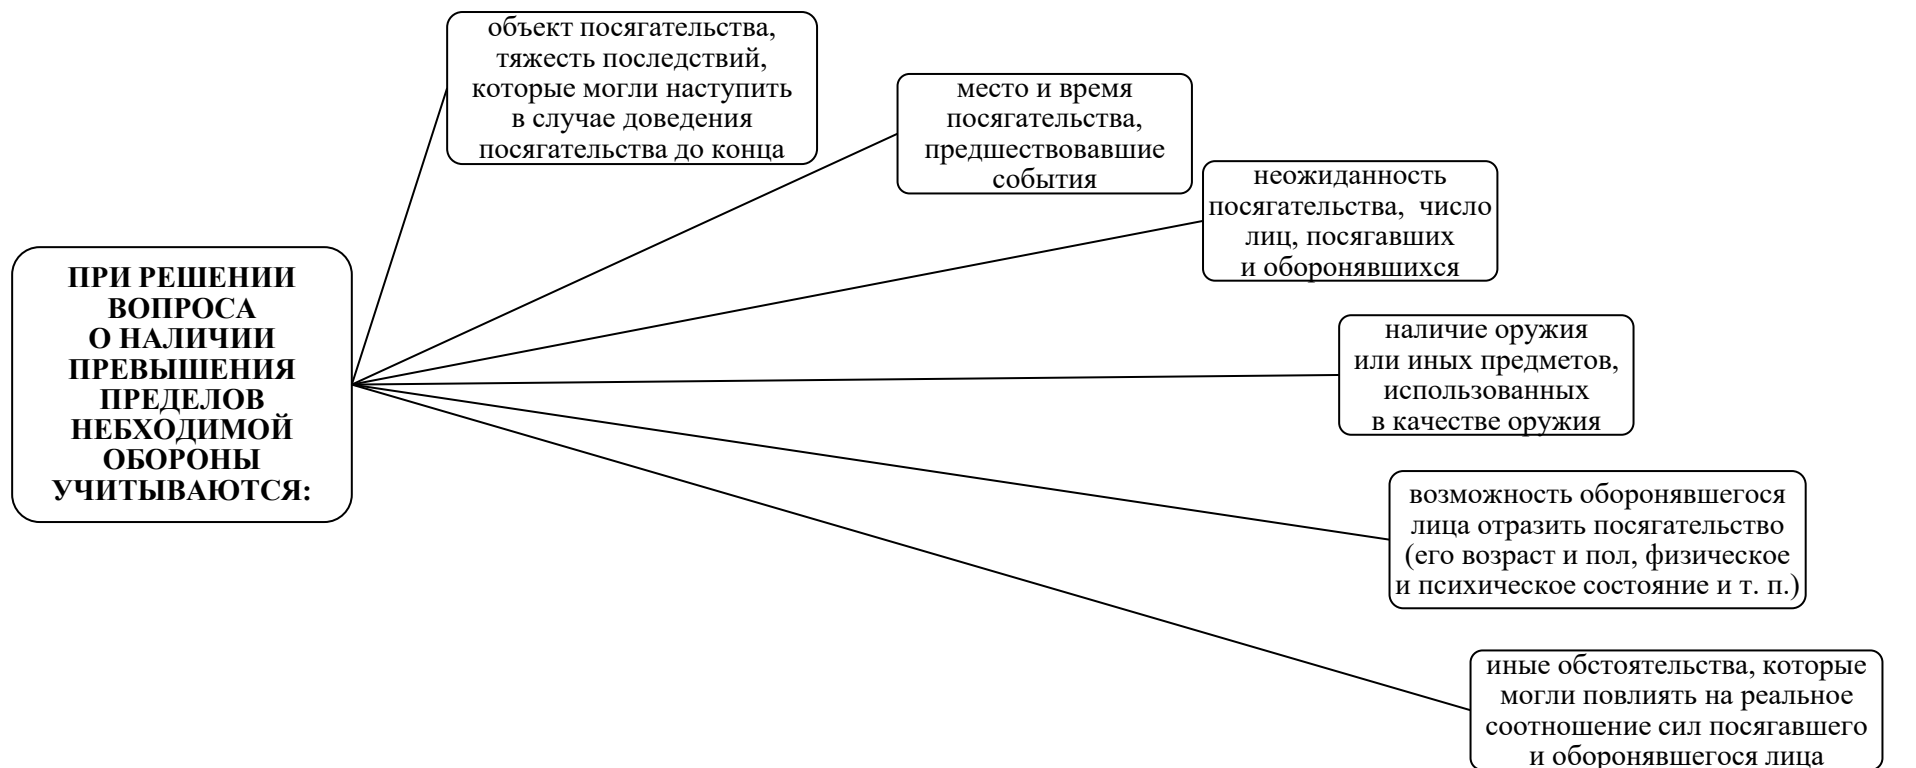 объект посягательства,
тяжесть последствий,
которые могли наступить
в случае доведения
посягательства до конца
место и время
посягательства,
предшествовавшие
события
неожиданность
посягательства, число
лиц, посягавших
и оборонявшихся
ПРИ РЕШЕНИИ
ВОПРОСА
О НАЛИЧИИ
ПРЕВЫШЕНИЯ
ПРЕДЕЛОВ
НЕБХОДИМОЙ
ОБОРОНЫ
УЧИТЫВАЮТСЯ:
наличие оружия
или иных предметов,
использованных
в качестве оружия
возможность оборонявшегося
лица отразить посягательство
(его возраст и пол, физическое
и психическое состояние и т. п.)
иные обстоятельства, которые
могли повлиять на реальное
соотношение сил посягавшего
и оборонявшегося лица